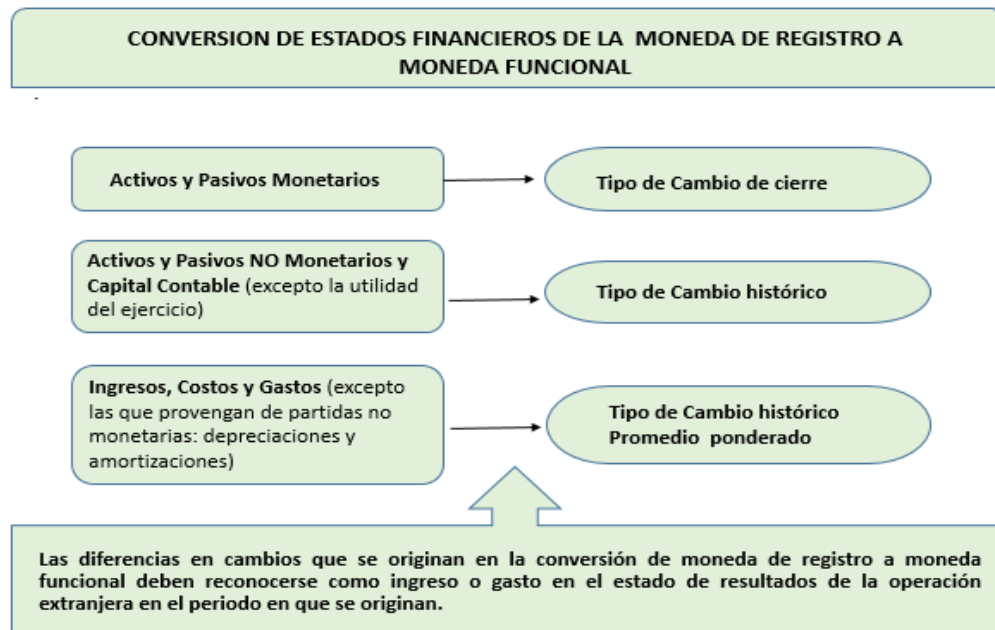 CONVERSION DE ESTADOS FINANCIEROS DE LA MONEDA DE REGISTRO A
MONEDA FUNCIONAL
Activos y Pasivos Monetarios
Tipo de Cambio de cierre
Activos y Pasivos NO Monetarios y
Capital Contable (excepto la utilidad
del ejercicio)
Tipo de Cambio histórico
Ingresos, Costos y Gastos (excepto
las que provengan de partidas no
monetarias: depreciaciones y
amortizaciones)
Tipo de Cambio histórico
Promedio ponderado
Las diferencias en cambios que se originan en la conversión de moneda de registro a moneda
funcional deben reconocerse como ingreso o gasto en el estado de resultados de la operación
extranjera en el periodo en que se originan.